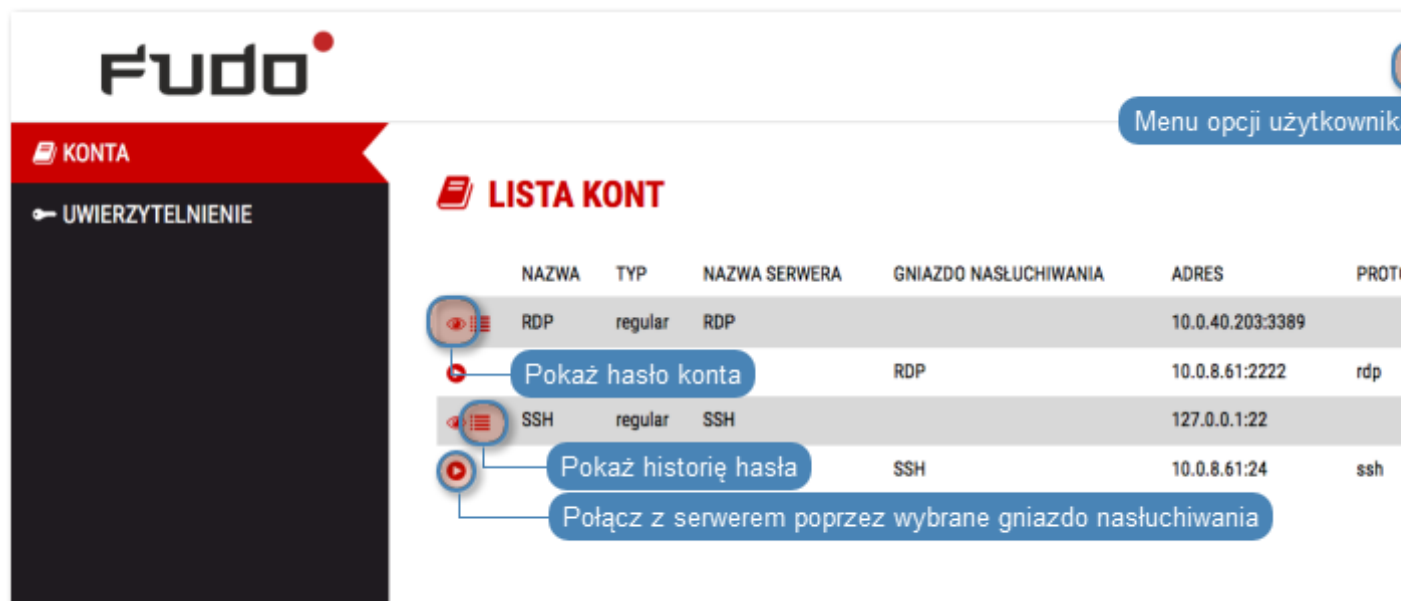 Fudo
Menu opcji użytkownika
KONTA
UWIERZYTELNIENIE
LISTA KONT
NAZWA TYP NAZWA SERWERA GNIAZDO NASŁUCHIWANIA ADRES
RDP regular RDP 10.0.40.203:3389
Pokaż hasło konta RDP 10.0.8.61:2222 rdp
SSH regular SSH 127.0.0.1:22
Pokaż historię hasła SSH 10.0.8.61:24 ssh
Połącz z serwerem poprzez wybrane gniazdo nasłuchiwania